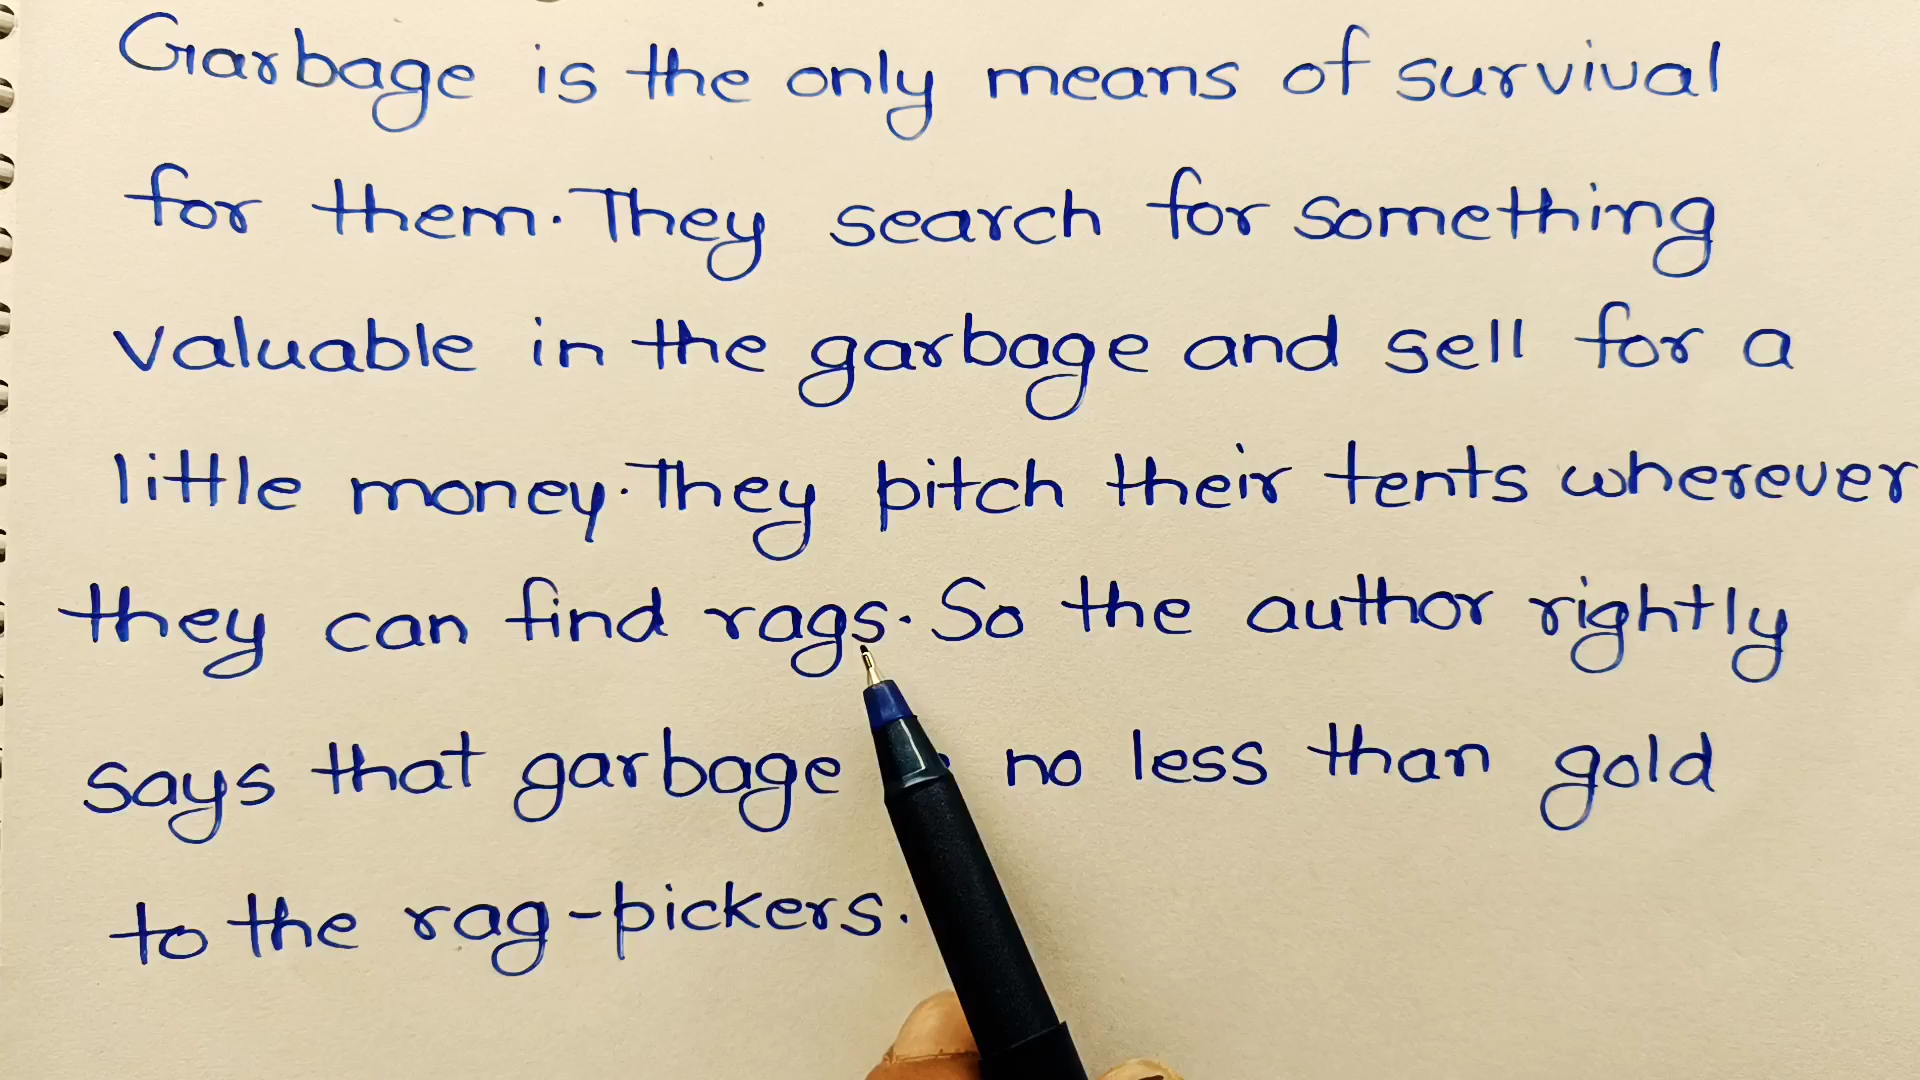 Garbage is the only means of survival
for them. They search for something
valuable in the garbage and sell for a
little money. They pitch their tents wherever
they can find rags. So the author rightly
says that garbage no less than gold
to the rag-pickers.